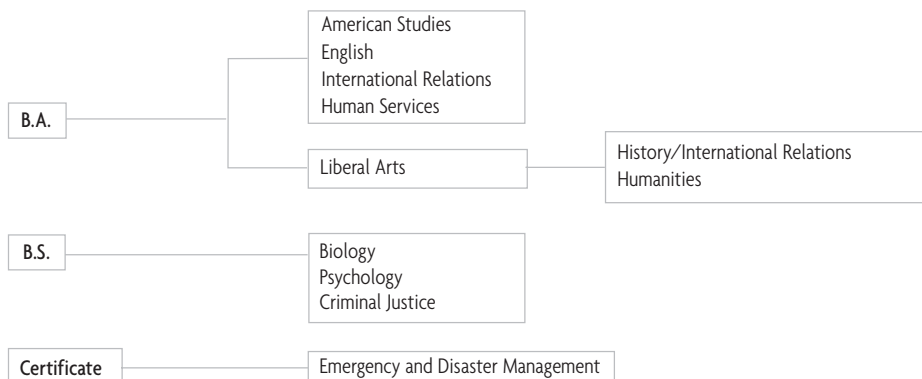 B.A.
American Studies
English
International Relations
Human Services
Liberal Arts
History/International Relations
Humanities
B.S.
Biology
Psychology
Criminal Justice
Certificate
Emergency and Disaster Management